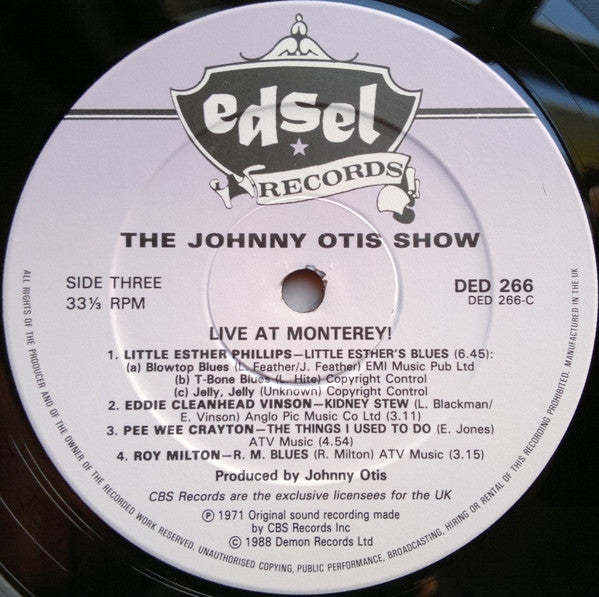 edsel
RECORDS
THE JOHNNY OTIS SHOW
SIDE THREE
33⅓ RPM
DED 266
DED 266-C
LIVE AT MONTEREY!
1. LITTLE ESTHER PHILLIPS—LITTLE ESTHER'S BLUES (6.45):
(a) Blowtop Blues (L. Feather/J. Feather) EMI Music Pub Ltd
(b) T-Bone Blues (L. Hite) Copyright Control
(c) Jelly, Jelly (Unknown) Copyright Control
2. EDDIE CLEANHEAD VINSON—KIDNEY STEW (L. Blackman/
E. Vinson) Anglo Pic Music Co Ltd (3.11)
3. PEE WEE CRAYTON—THE THINGS I USED TO DO (E. Jones)
ATV Music (4.54)
4. ROY MILTON—R. M. BLUES (R. Milton) ATV Music (3.15)
Produced by Johnny Otis
CBS Records are the exclusive licensees for the UK
Ⓟ 1971 Original sound recording made
by CBS Records Inc
© 1988 Demon Records Ltd
ALL RIGHTS OF THE PRODUCER AND OF THE OWNER OF THE RECORDED WORK RESERVED. UNAUTHORISED COPYING, PUBLIC PERFORMANCE, BROADCASTING, HIRING OR RENTAL OF THIS RECORDING PROHIBITED. MANUFACTURED IN THE UK